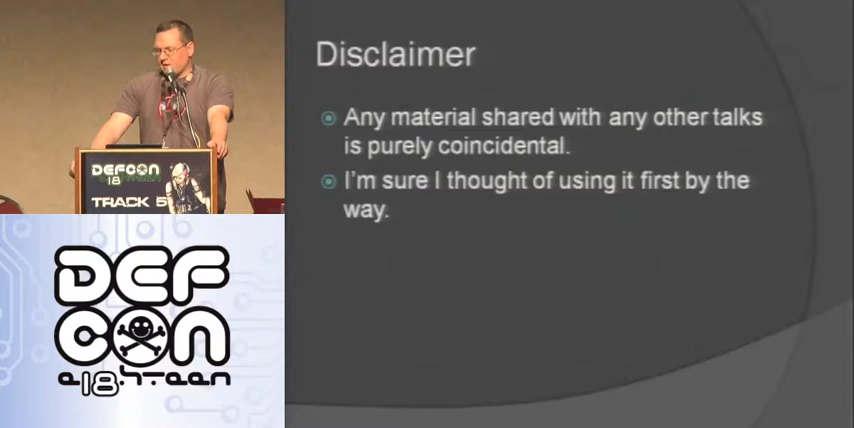 DEFCON
18
TRACK 5
DEF
CON
e18hteen
Disclaimer
Any material shared with any other talks
is purely coincidental.
I'm sure I thought of using it first by the
way.